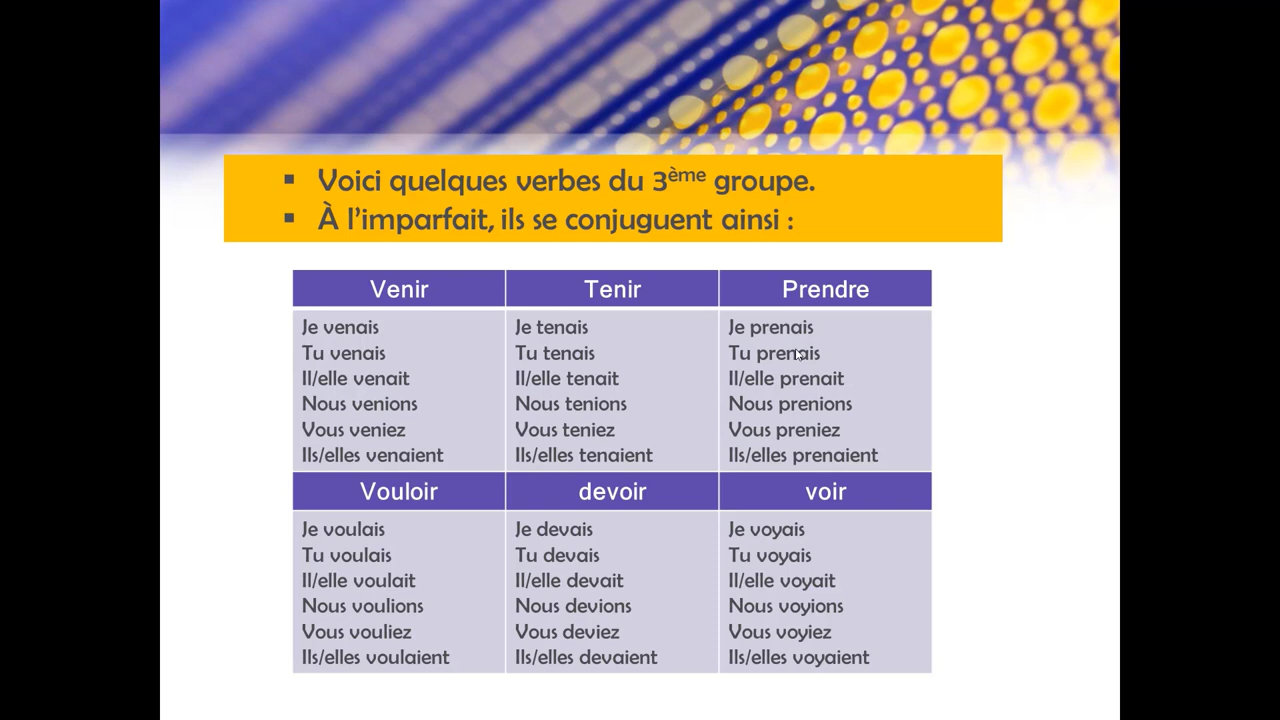 ▪ Voici quelques verbes du 3ème groupe.
▪ À l’imparfait, ils se conjuguent ainsi :
Venir Tenir Prendre
Je venais Je tenais Je prenais
Tu venais Tu tenais Tu prenais
Il/elle venait Il/elle tenait Il/elle prenait
Nous venions Nous tenions Nous prenions
Vous veniez Vous teniez Vous preniez
Ils/elles venaient Ils/elles tenaient Ils/elles prenaient
Vouloir devoir voir
Je voulais Je devais Je voyais
Tu voulais Tu devais Tu voyais
Il/elle voulait Il/elle devait Il/elle voyait
Nous voulions Nous devions Nous voyions
Vous vouliez Vous deviez Vous voyiez
Ils/elles voulaient Ils/elles devaient Ils/elles voyaient